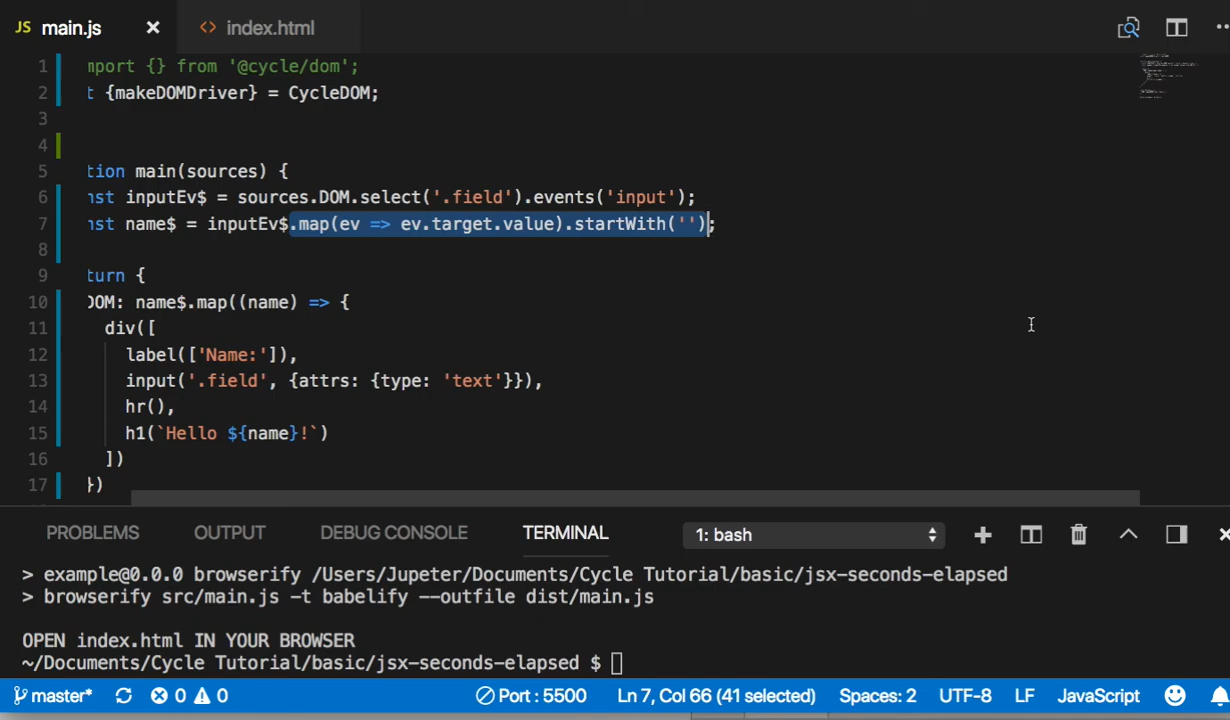 JS main.js × <> index.html
1 mport {} from '@cycle/dom';
2 t {makeDOMDriver} = CycleDOM;
3
4
5 tion main(sources) {
6 nst inputEv$ = sources.DOM.select('.field').events('input');
7 nst name$ = inputEv$.map(ev => ev.target.value).startWith('');
8
9 turn {
10 DOM: name$.map((name) => {
11 div([
12 label(['Name:']),
13 input('.field', {attrs: {type: 'text'}}),
14 hr(),
15 h1(`Hello ${name}!`)
16 ])
17 })
PROBLEMS OUTPUT DEBUG CONSOLE TERMINAL 1: bash
> example@0.0.0 browserify /Users/Jupeter/Documents/Cycle Tutorial/basic/jsx-seconds-elapsed
> browserify src/main.js -t babelify --outfile dist/main.js
OPEN index.html IN YOUR BROWSER
~/Documents/Cycle Tutorial/basic/jsx-seconds-elapsed $
master* 0 0 Port : 5500 Ln 7, Col 66 (41 selected) Spaces: 2 UTF-8 LF JavaScript